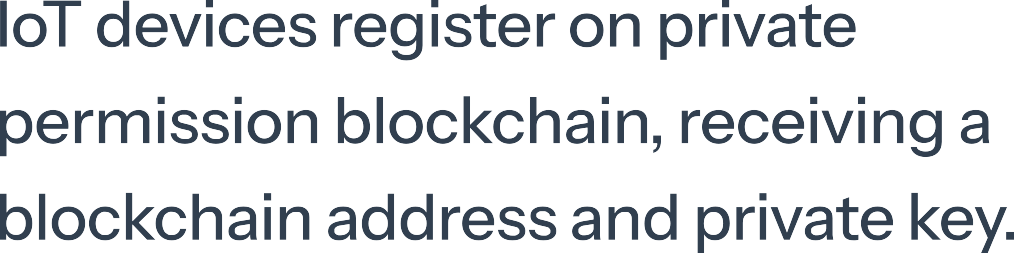 IoT devices register on private
permission blockchain, receiving a
blockchain address and private key.